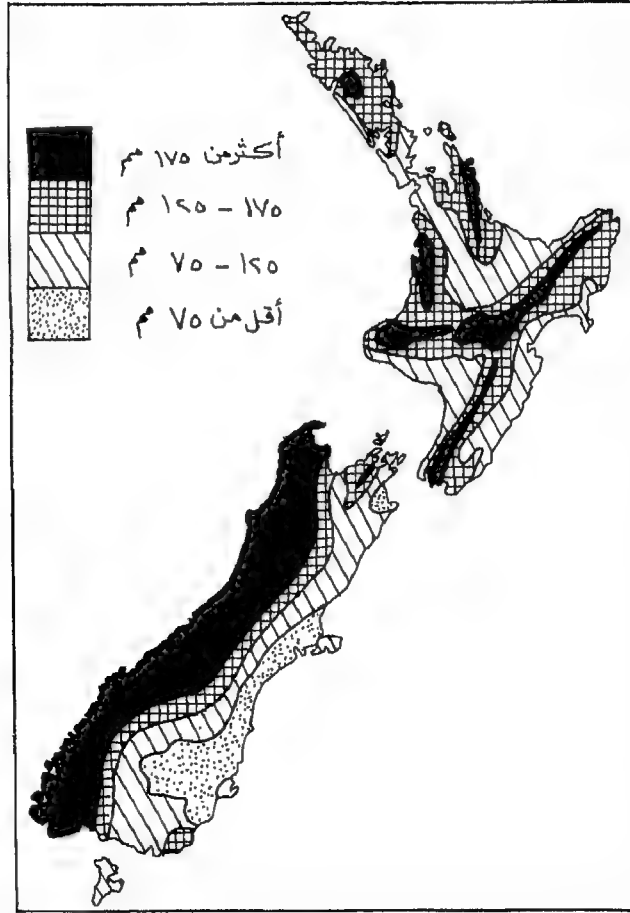 أكثر من ١٧٥ مم
١٧٥ - ١٢٥ مم
١٢٥ - ٧٥ مم
أقل من ٧٥ مم